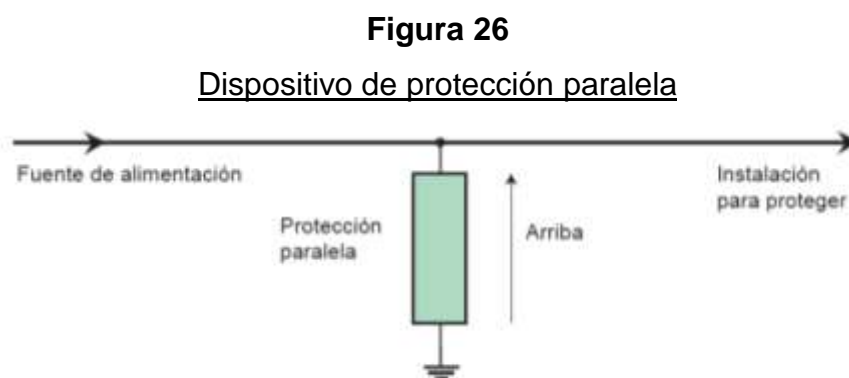 Figura 26
Dispositivo de protección paralela
Fuente de alimentación
Instalación
para proteger
Protección
paralela
Arriba